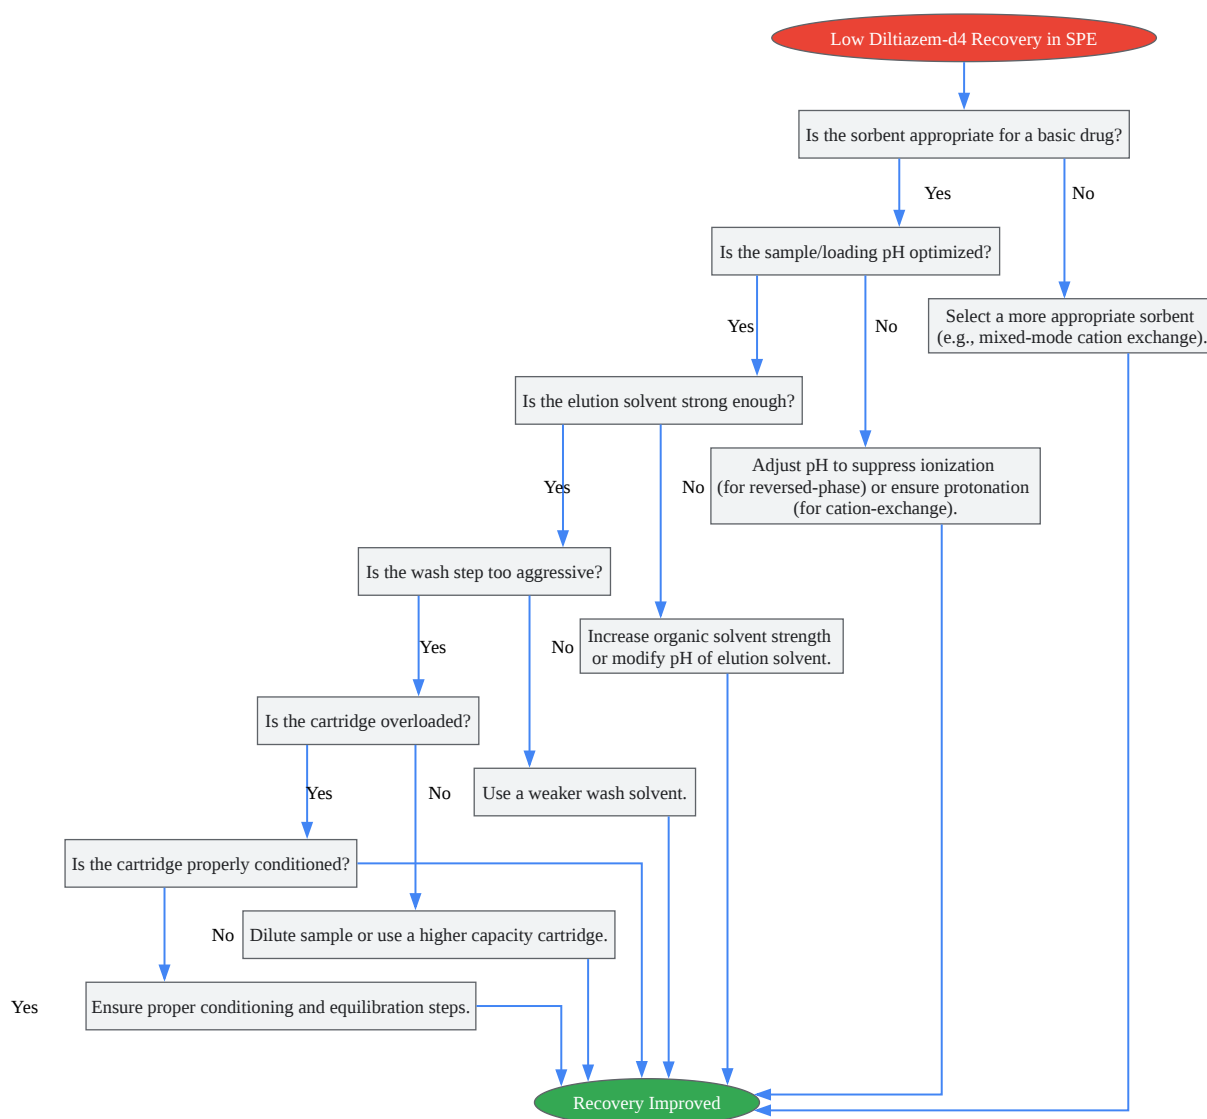 Low Diltiazem-d4 Recovery in SPE
Is the sorbent appropriate for a basic drug?
Yes
No
Is the sample/loading pH optimized?
Select a more appropriate sorbent
(e.g., mixed-mode cation exchange).
Yes
No
Is the elution solvent strong enough?
Adjust pH to suppress ionization
(for reversed-phase) or ensure protonation
(for cation-exchange).
Yes
No
Is the wash step too aggressive?
Increase organic solvent strength
or modify pH of elution solvent.
Yes
No
Is the cartridge overloaded?
Use a weaker wash solvent.
Yes
No
Is the cartridge properly conditioned?
No
Dilute sample or use a higher capacity cartridge.
Yes
Ensure proper conditioning and equilibration steps.
Recovery Improved